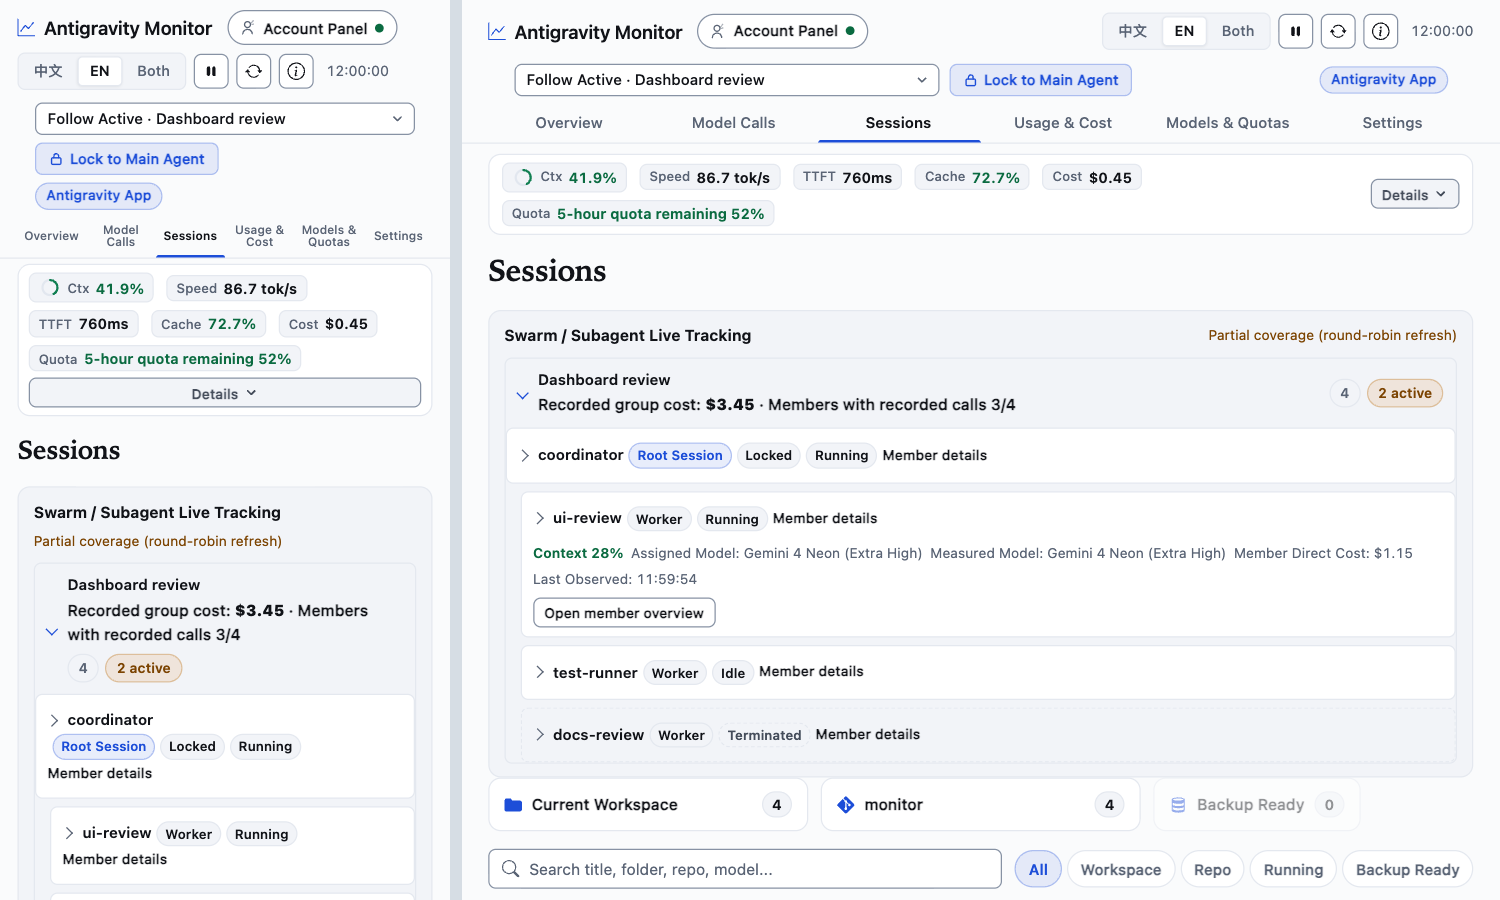 Antigravity Monitor
Account Panel
中文 EN Both
12:00:00
Follow Active · Dashboard review
Lock to Main Agent
Antigravity App
Overview
Model Calls
Sessions
Usage & Cost
Models & Quotas
Settings
Ctx 41.9%
Speed 86.7 tok/s
TTFT 760ms
Cache 72.7%
Cost $0.45
Quota 5-hour quota remaining 52%
Details
Sessions
Swarm / Subagent Live Tracking
Partial coverage (round-robin refresh)
Dashboard review
Recorded group cost: $3.45 · Members
with recorded calls 3/4
4 2 active
coordinator
Root Session Locked Running
Member details
ui-review Worker Running
Member details
Antigravity Monitor
Account Panel
中文 EN Both
12:00:00
Follow Active · Dashboard review
Lock to Main Agent
Antigravity App
Overview
Model Calls
Sessions
Usage & Cost
Models & Quotas
Settings
Ctx 41.9%
Speed 86.7 tok/s
TTFT 760ms
Cache 72.7%
Cost $0.45
Quota 5-hour quota remaining 52%
Details
Sessions
Swarm / Subagent Live Tracking
Partial coverage (round-robin refresh)
Dashboard review
Recorded group cost: $3.45 · Members with recorded calls 3/4
4 2 active
coordinator Root Session Locked Running Member details
ui-review Worker Running Member details
Context 28% Assigned Model: Gemini 4 Neon (Extra High) Measured Model: Gemini 4 Neon (Extra High) Member Direct Cost: $1.15
Last Observed: 11:59:54
Open member overview
test-runner Worker Idle Member details
docs-review Worker Terminated Member details
Current Workspace 4
monitor 4
Backup Ready 0
Search title, folder, repo, model...
All
Workspace
Repo
Running
Backup Ready